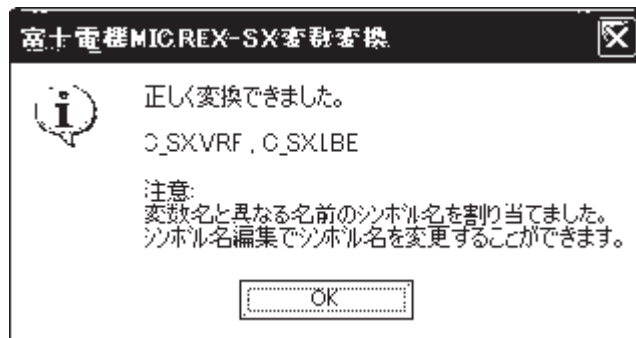 富士電機MICREX-SX変数変換
正しく変換できました。
C_SX.VRF , C_SX.LBE
注意:
変数名と異なる名前のシンボル名を割り当てました。
シンボル名編集でシンボル名を変更することができます。
OK